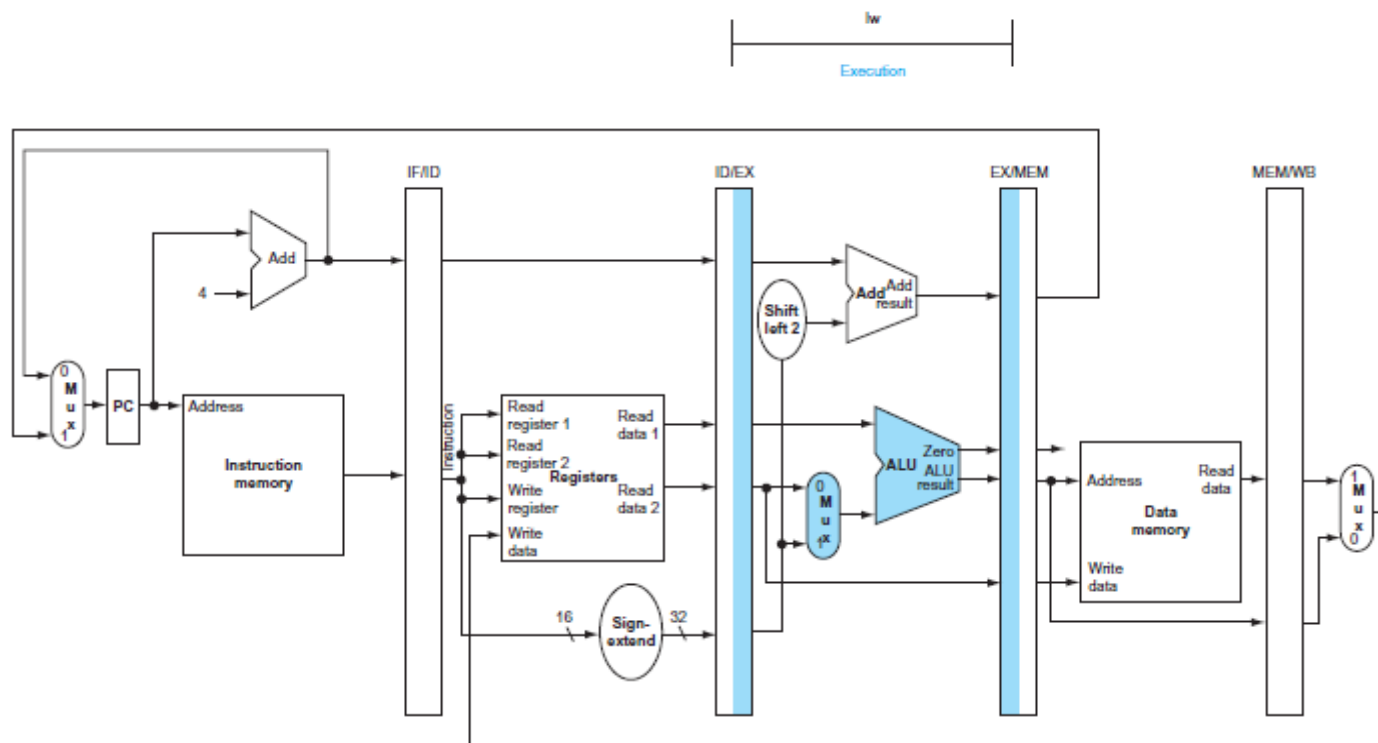 lw
Execution
IF/ID
ID/EX
EX/MEM
MEM/WB
Add
4
Shift
left 2
Add
Add
result
0
M
u
x
1
PC
Address
Instruction
memory
Instruction
Read
register 1
Read
register 2
Write
register
Write
data
Registers
Read
data 1
Read
data 2
16
Sign-
extend
32
0
M
u
x
1
ALU
Zero
ALU
result
Address
Write
data
Data
memory
Read
data
1
M
u
x
0